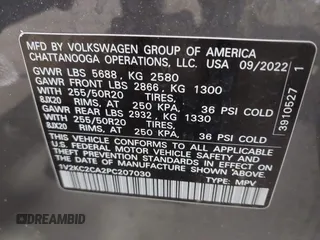 MFD. BY VOLKSWAGEN GROUP OF AMERICA
CHATTANOOGA OPERATIONS, LLC. USA 09/2022
GVWR LBS 5688, KG 2580
GAWR FRONT LBS 2866, KG 1300
255/50R20 TIRES,
8JX20 RIMS, AT 250 KPA, 36 PSI COLD
GAWR REAR LBS 2932, KG 1330
255/50R20 TIRES,
8JX20 RIMS, AT 250 KPA, 36 PSI COLD
THIS VEHICLE CONFORMS TO ALL APPLICABLE
U.S. FEDERAL MOTOR VEHICLE SAFETY AND
THEFT PREVENTION STANDARDS IN EFFECT ON
THE DATE OF MANUFACTURE SHOWN ABOVE.
1V2KC2CA2PC207030 TYPE: MPV
3910527 1
DREAMBID